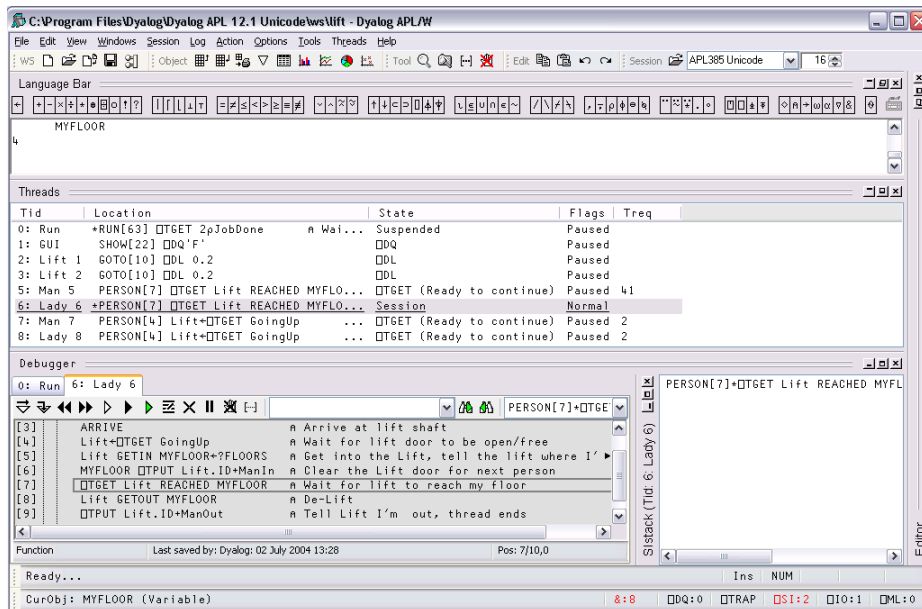 C:\Program Files\Dyalog\Dyalog APL 12.1 Unicode\ws\lift - Dyalog APL/W
File Edit View Windows Session Log Action Options Tools Threads Help
WS Object Tool Edit Session APL385 Unicode 16
Language Bar
← + - × ÷ * ⍟ ⌹ ○ ! ? | ⌈ ⌊ ⊥ ⊤ ⊣ ⊢ = ≠ ≤ < > ≥ ≡ ≢ ∨ ∧ ⍲ ⍱ ↑ ↓ ⊂ ⊃ ⌷ ⍋ ⍒
MYFLOOR
4
Threads
Tid Location State Flags Treq
0: Run *RUN[63] ⎕TGET 2⍴JobDone ⍝ Wai... Suspended Paused
1: GUI SHOW[22] ⎕DQ'F' ⎕DQ Paused
2: Lift 1 GOTO[10] ⎕DL 0.2 ⎕DL Paused
3: Lift 2 GOTO[10] ⎕DL 0.2 ⎕DL Paused
5: Man 5 PERSON[7] ⎕TGET Lift REACHED MYFLO... ⎕TGET (Ready to continue) Paused 41
6: Lady 6 *PERSON[7] ⎕TGET Lift REACHED MYFLO... Session Normal
7: Man 7 PERSON[4] Lift←⎕TGET GoingUp ... ⎕TGET (Ready to continue) Paused 2
8: Lady 8 PERSON[4] Lift←⎕TGET GoingUp ... ⎕TGET (Ready to continue) Paused 2
Debugger
0: Run 6: Lady 6
PERSON[7]*⎕TGE
[3] ARRIVE ⍝ Arrive at lift shaft
[4] Lift←⎕TGET GoingUp ⍝ Wait for lift door to be open/free
[5] Lift GETIN MYFLOOR←?FLOORS ⍝ Get into the Lift, tell the lift where I'
[6] MYFLOOR ⎕TPUT Lift.ID+ManIn ⍝ Clear the Lift door for next person
[7] ⎕TGET Lift REACHED MYFLOOR ⍝ Wait for lift to reach my floor
[8] Lift GETOUT MYFLOOR ⍝ De-Lift
[9] ⎕TPUT Lift.ID+ManOut ⍝ Tell Lift I'm out, thread ends
Function Last saved by: Dyalog: 02 July 2004 13:28 Pos: 7/10,0
SIstack (Tid: 6: Lady 6)
PERSON[7]*⎕TGET Lift REACHED MYFL
Editor
Ready... Ins NUM
CurObj: MYFLOOR (Variable) &:8 ⎕DQ:0 ⎕TRAP ⎕SI:2 ⎕IO:1 ⎕ML:0